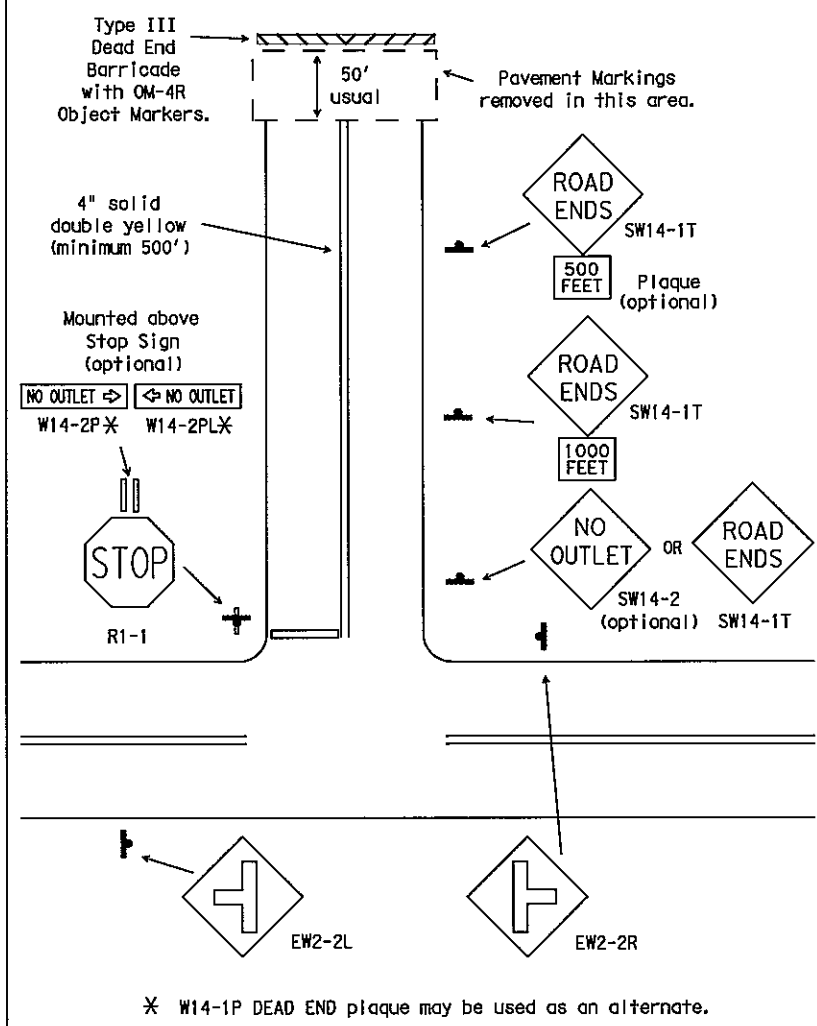 Type III
Dead End
Barricade
with OM-4R
Object Markers.
50'
usual
Pavement Markings
removed in this area.
4" solid
double yellow
(minimum 500')
ROAD
ENDS
SW14-1T
500
FEET
Plaque
(optional)
Mounted above
Stop Sign
(optional)
NO OUTLET ⇨
⇦ NO OUTLET
W14-2P*
W14-2PL*
ROAD
ENDS
SW14-1T
1000
FEET
STOP
R1-1
NO
OUTLET
OR
ROAD
ENDS
SW14-2
(optional)
SW14-1T
EW2-2L
EW2-2R
* W14-1P DEAD END plaque may be used as an alternate.